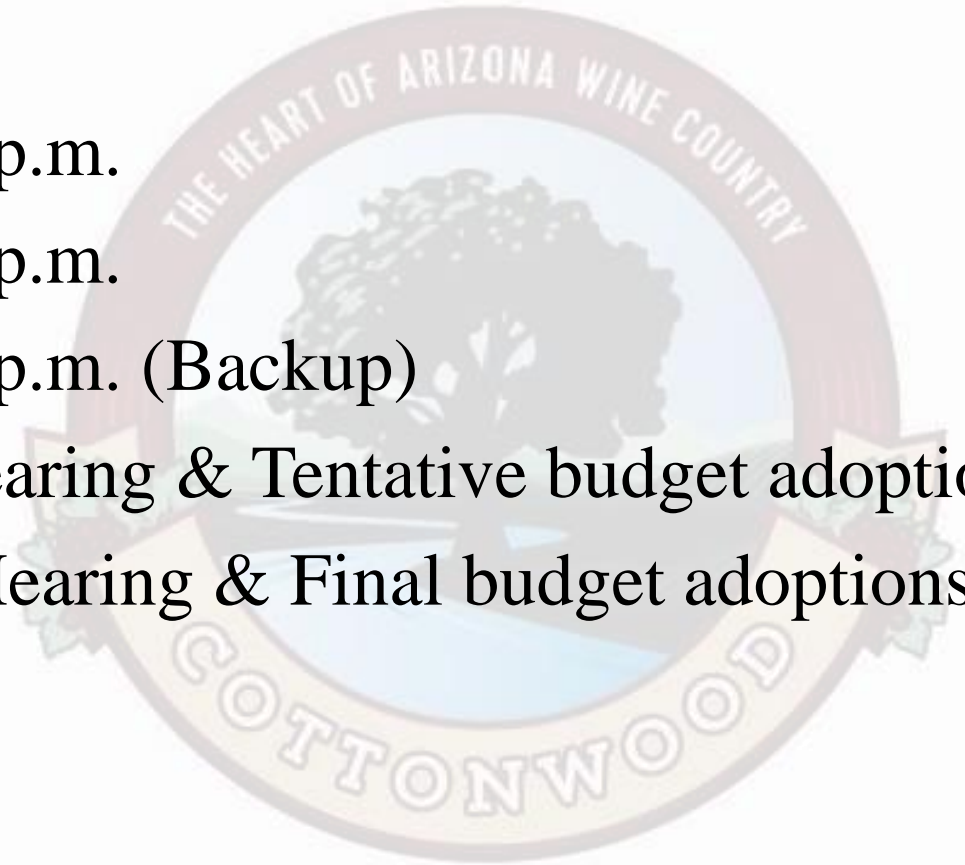 THE HEART OF ARIZONA WINE COUNTRY
p.m.
p.m.
p.m. (Backup)
earing & Tentative budget adoptio
Hearing & Final budget adoptions
COTTONWOOD